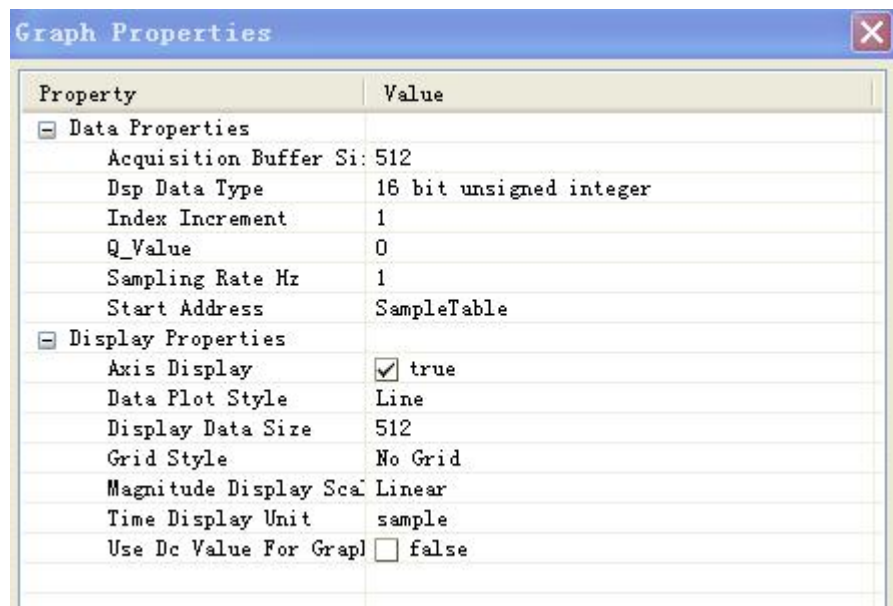 Graph Properties
Property Value
Data Properties
Acquisition Buffer Si: 512
Dsp Data Type 16 bit unsigned integer
Index Increment 1
Q_Value 0
Sampling Rate Hz 1
Start Address SampleTable
Display Properties
Axis Display true
Data Plot Style Line
Display Data Size 512
Grid Style No Grid
Magnitude Display Scal Linear
Time Display Unit sample
Use Dc Value For Grapl false